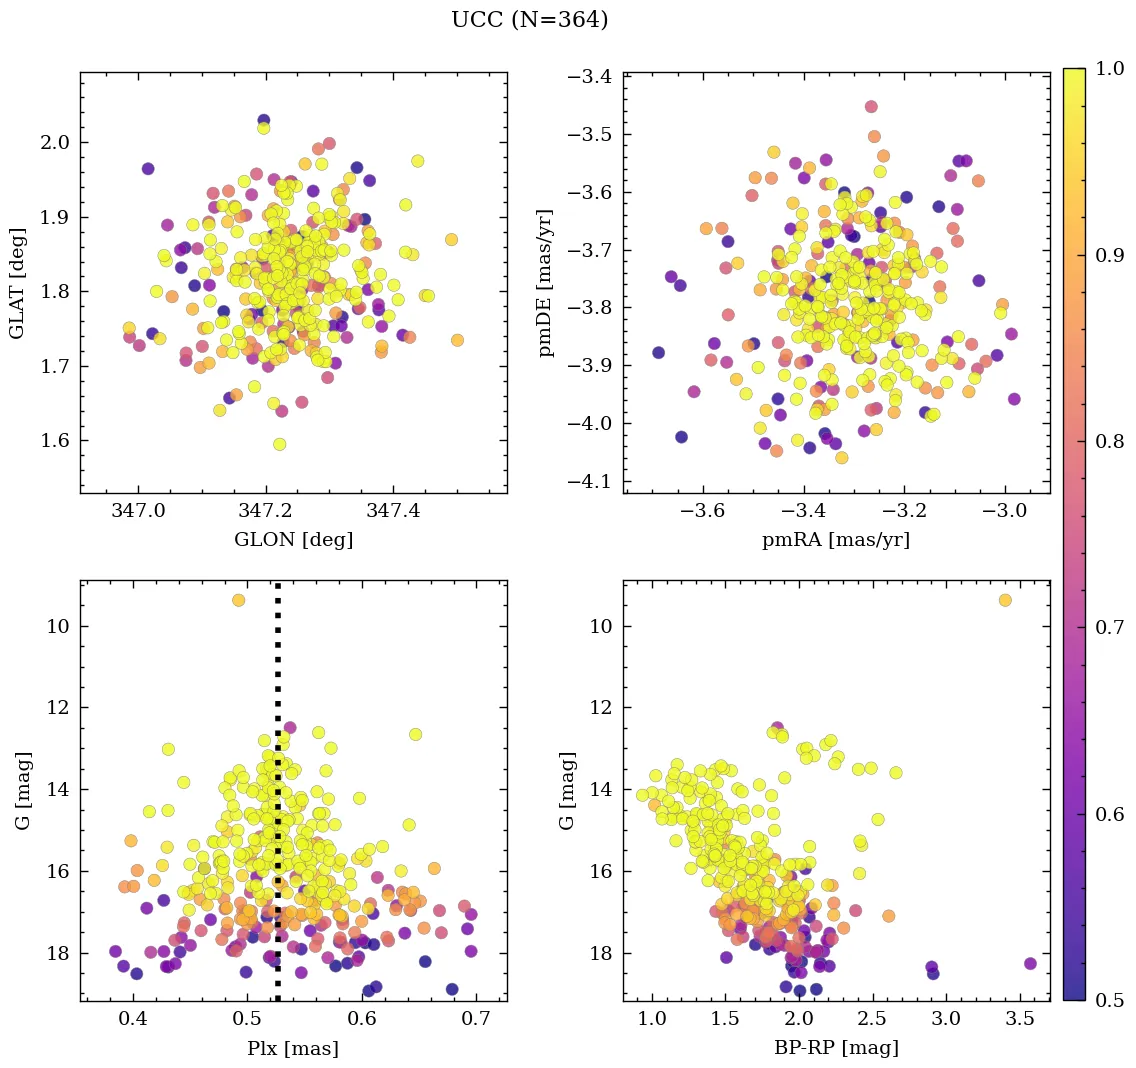 UCC (N=364)
2.0
1.9
1.8
1.7
1.6
GLAT [deg]
347.0 347.2 347.4
GLON [deg]
−3.4
−3.5
−3.6
−3.7
−3.8
−3.9
−4.0
−4.1
pmDE [mas/yr]
−3.6 −3.4 −3.2 −3.0
pmRA [mas/yr]
10
12
14
16
18
G [mag]
0.4 0.5 0.6 0.7
Plx [mas]
10
12
14
16
18
G [mag]
1.0 1.5 2.0 2.5 3.0 3.5
BP-RP [mag]
1.0
0.9
0.8
0.7
0.6
0.5